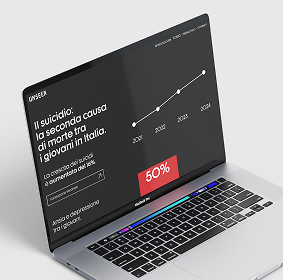 UNSEEN
Il suicidio:
la seconda causa
di morte tra
i giovani in Italia.
2021
2022
2023
2024
La crescita dei suicidi
è aumentata del 16%
50%
Ansia e depressione
tra i giovani.
MacBook Pro